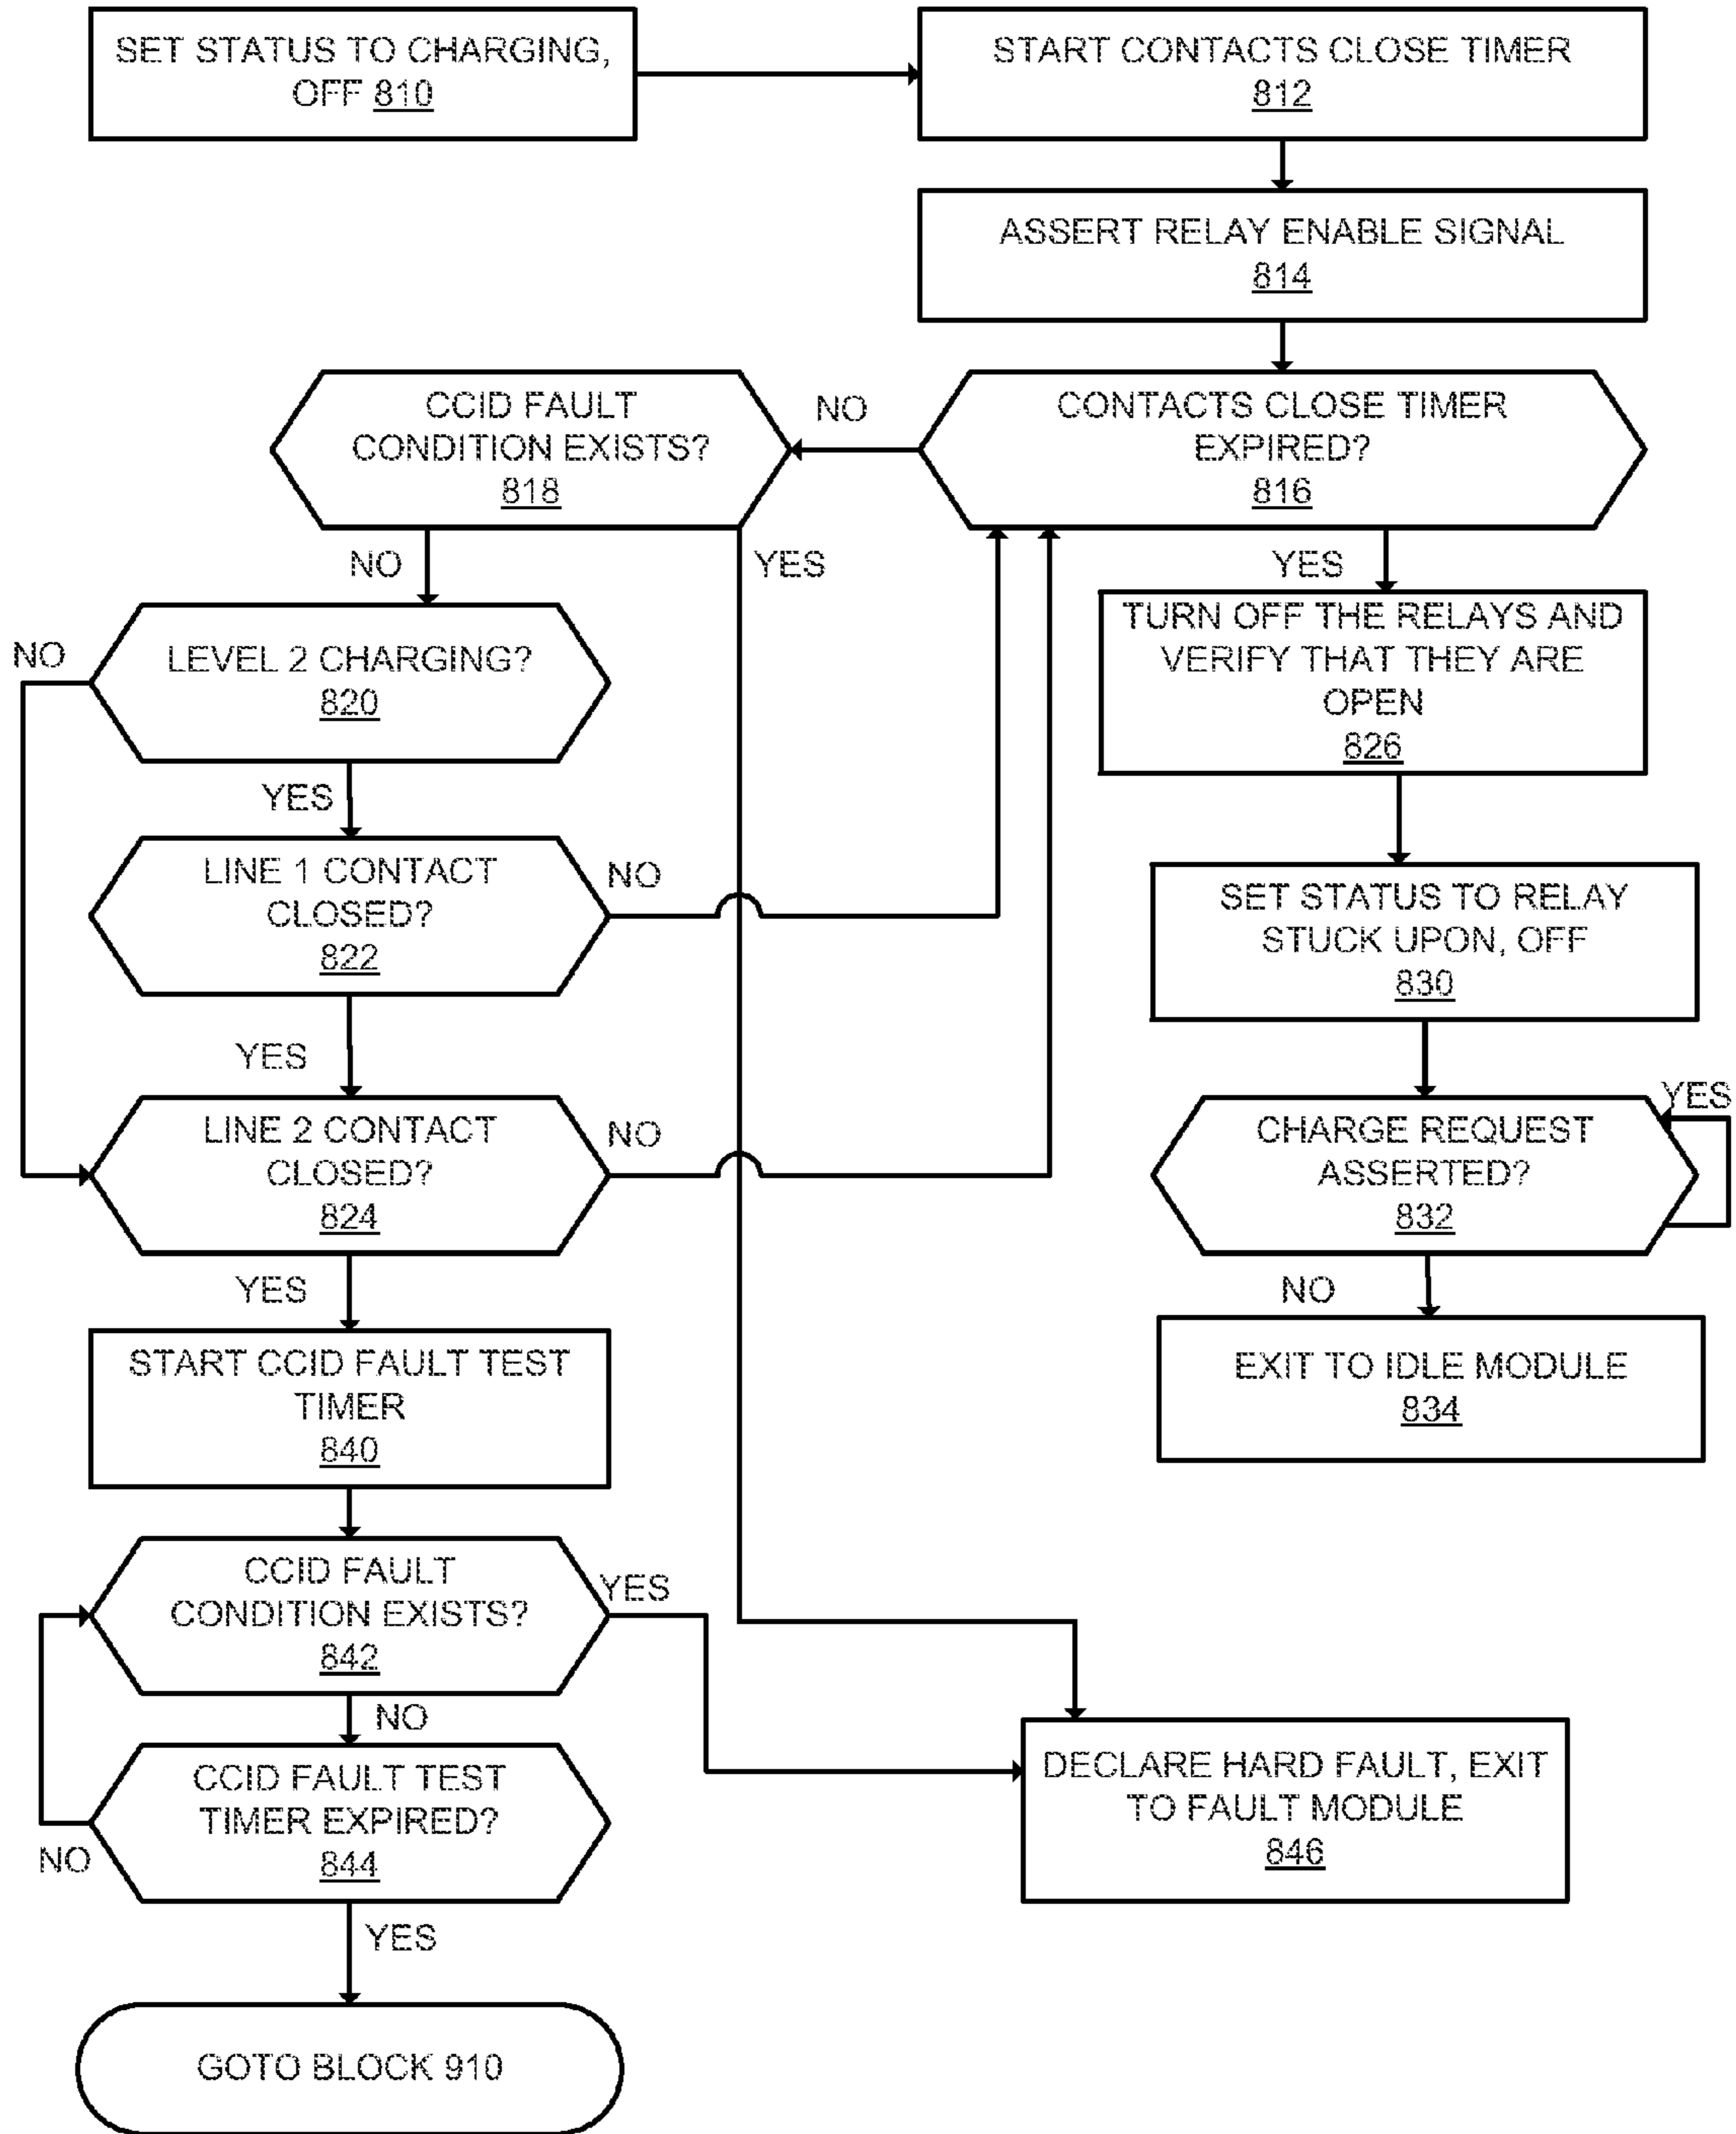 SET STATUS TO CHARGING,
OFF 810
START CONTACTS CLOSE TIMER
812
ASSERT RELAY ENABLE SIGNAL
814
CONTACTS CLOSE TIMER
EXPIRED?
816
NO
YES
CCID FAULT
CONDITION EXISTS?
818
NO
YES
LEVEL 2 CHARGING?
820
NO
YES
LINE 1 CONTACT
CLOSED?
822
NO
YES
LINE 2 CONTACT
CLOSED?
824
NO
YES
TURN OFF THE RELAYS AND
VERIFY THAT THEY ARE
OPEN
826
SET STATUS TO RELAY
STUCK UPON, OFF
830
CHARGE REQUEST
ASSERTED?
832
YES
NO
EXIT TO IDLE MODULE
834
START CCID FAULT TEST
TIMER
840
CCID FAULT
CONDITION EXISTS?
842
YES
NO
CCID FAULT TEST
TIMER EXPIRED?
844
NO
YES
DECLARE HARD FAULT, EXIT
TO FAULT MODULE
846
GOTO BLOCK 910